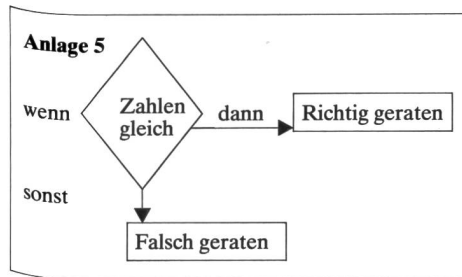 Anlage 5
wenn
Zahlen
gleich
dann
Richtig geraten
sonst
Falsch geraten